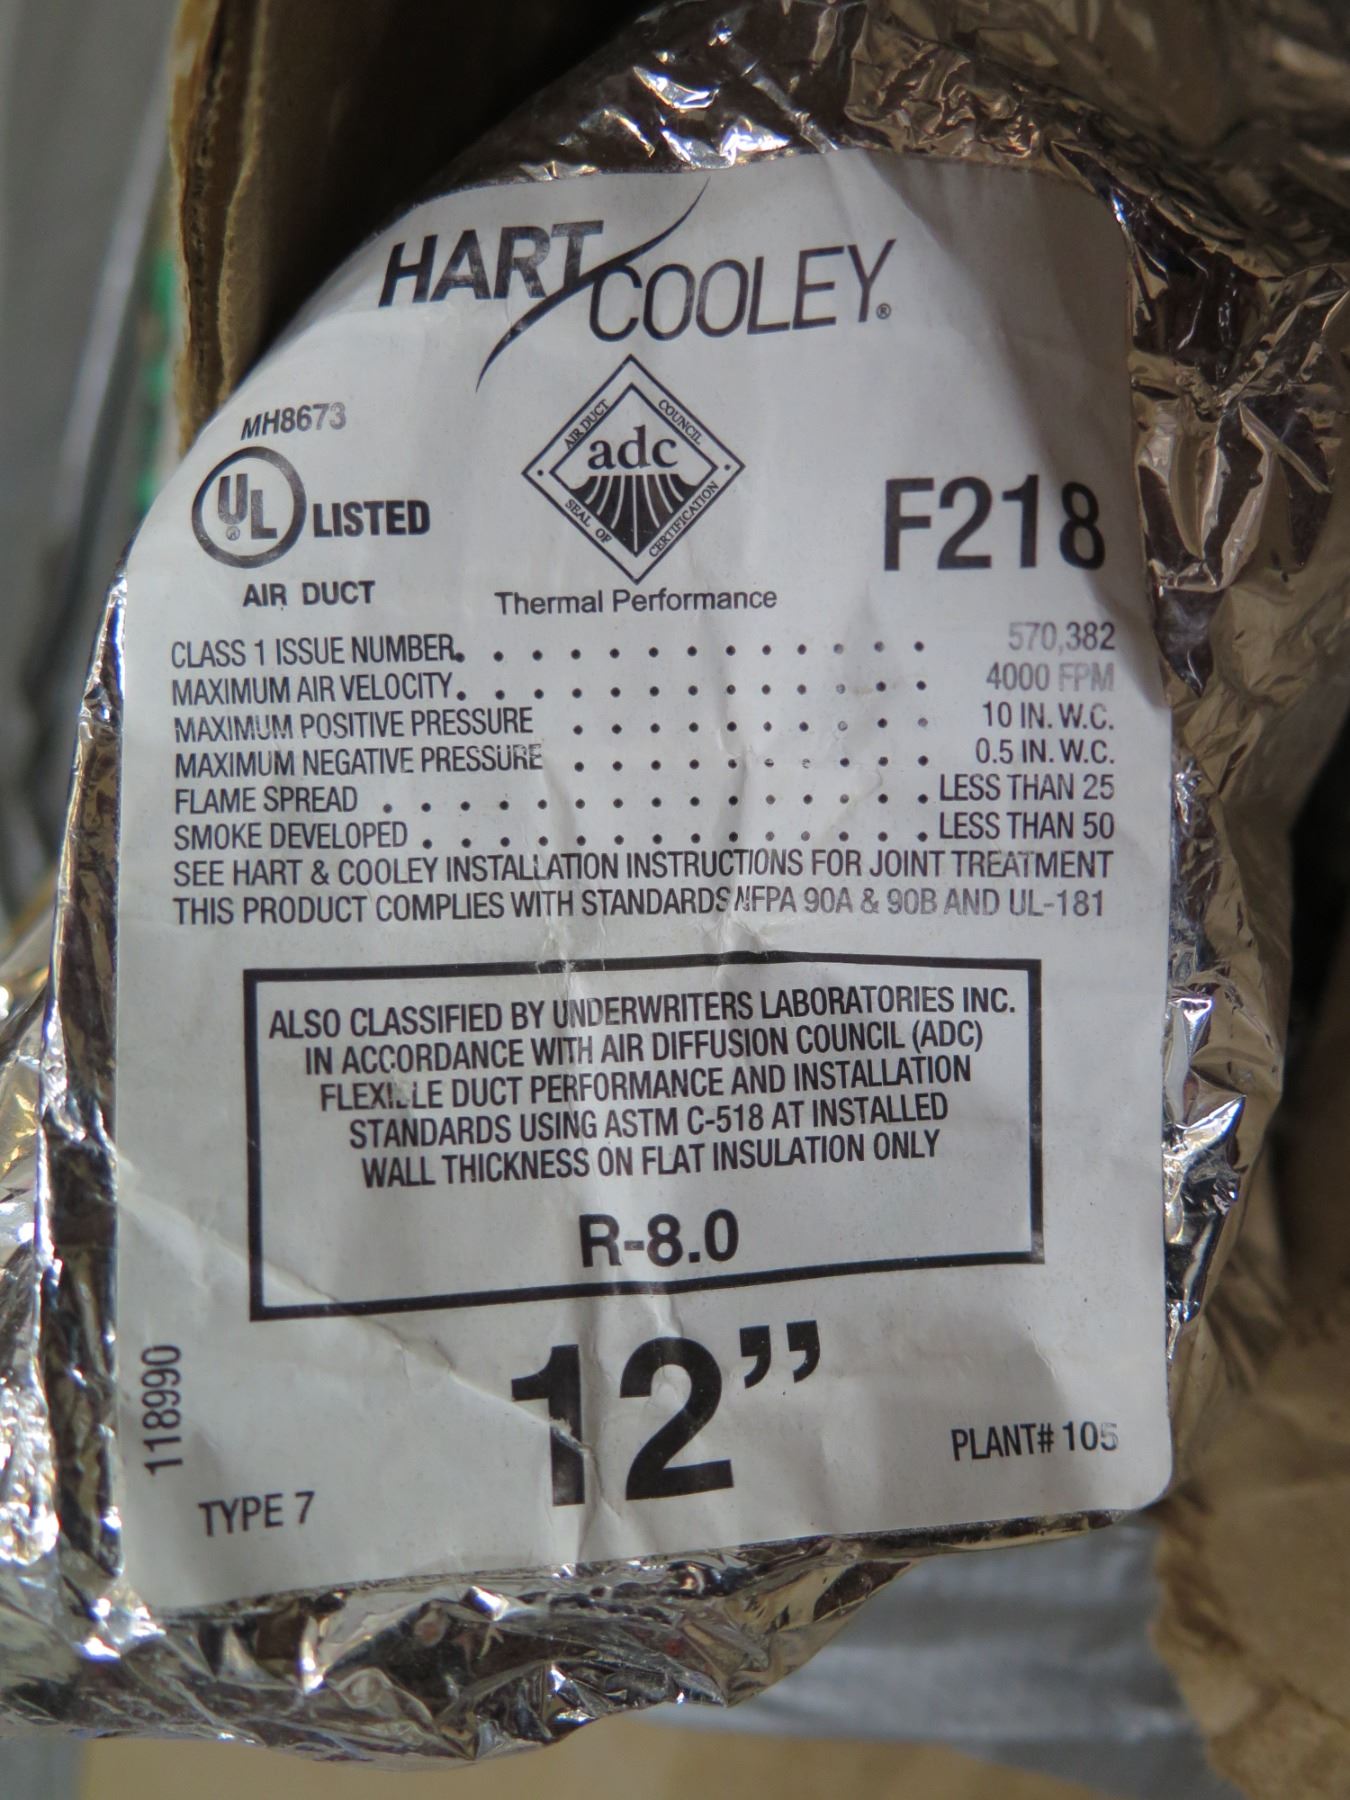 HART COOLEY®
MH8673
UL® LISTED
AIR DUCT
AIR DUCT COUNCIL
adc
SEAL OF CERTIFICATION
Thermal Performance
F218
CLASS 1 ISSUE NUMBER. . . . . . . . . . . . . 570,382
MAXIMUM AIR VELOCITY. . . . . . . . . . . . . 4000 FPM
MAXIMUM POSITIVE PRESSURE . . . . . . . . . . 10 IN. W.C.
MAXIMUM NEGATIVE PRESSURE . . . . . . . . . . 0.5 IN. W.C.
FLAME SPREAD . . . . . . . . . . . . . . . LESS THAN 25
SMOKE DEVELOPED . . . . . . . . . . . . . . LESS THAN 50
SEE HART & COOLEY INSTALLATION INSTRUCTIONS FOR JOINT TREATMENT
THIS PRODUCT COMPLIES WITH STANDARDS NFPA 90A & 90B AND UL-181
ALSO CLASSIFIED BY UNDERWRITERS LABORATORIES INC.
IN ACCORDANCE WITH AIR DIFFUSION COUNCIL (ADC)
FLEXIBLE DUCT PERFORMANCE AND INSTALLATION
STANDARDS USING ASTM C-518 AT INSTALLED
WALL THICKNESS ON FLAT INSULATION ONLY
R-8.0
12”
118990
TYPE 7
PLANT# 105